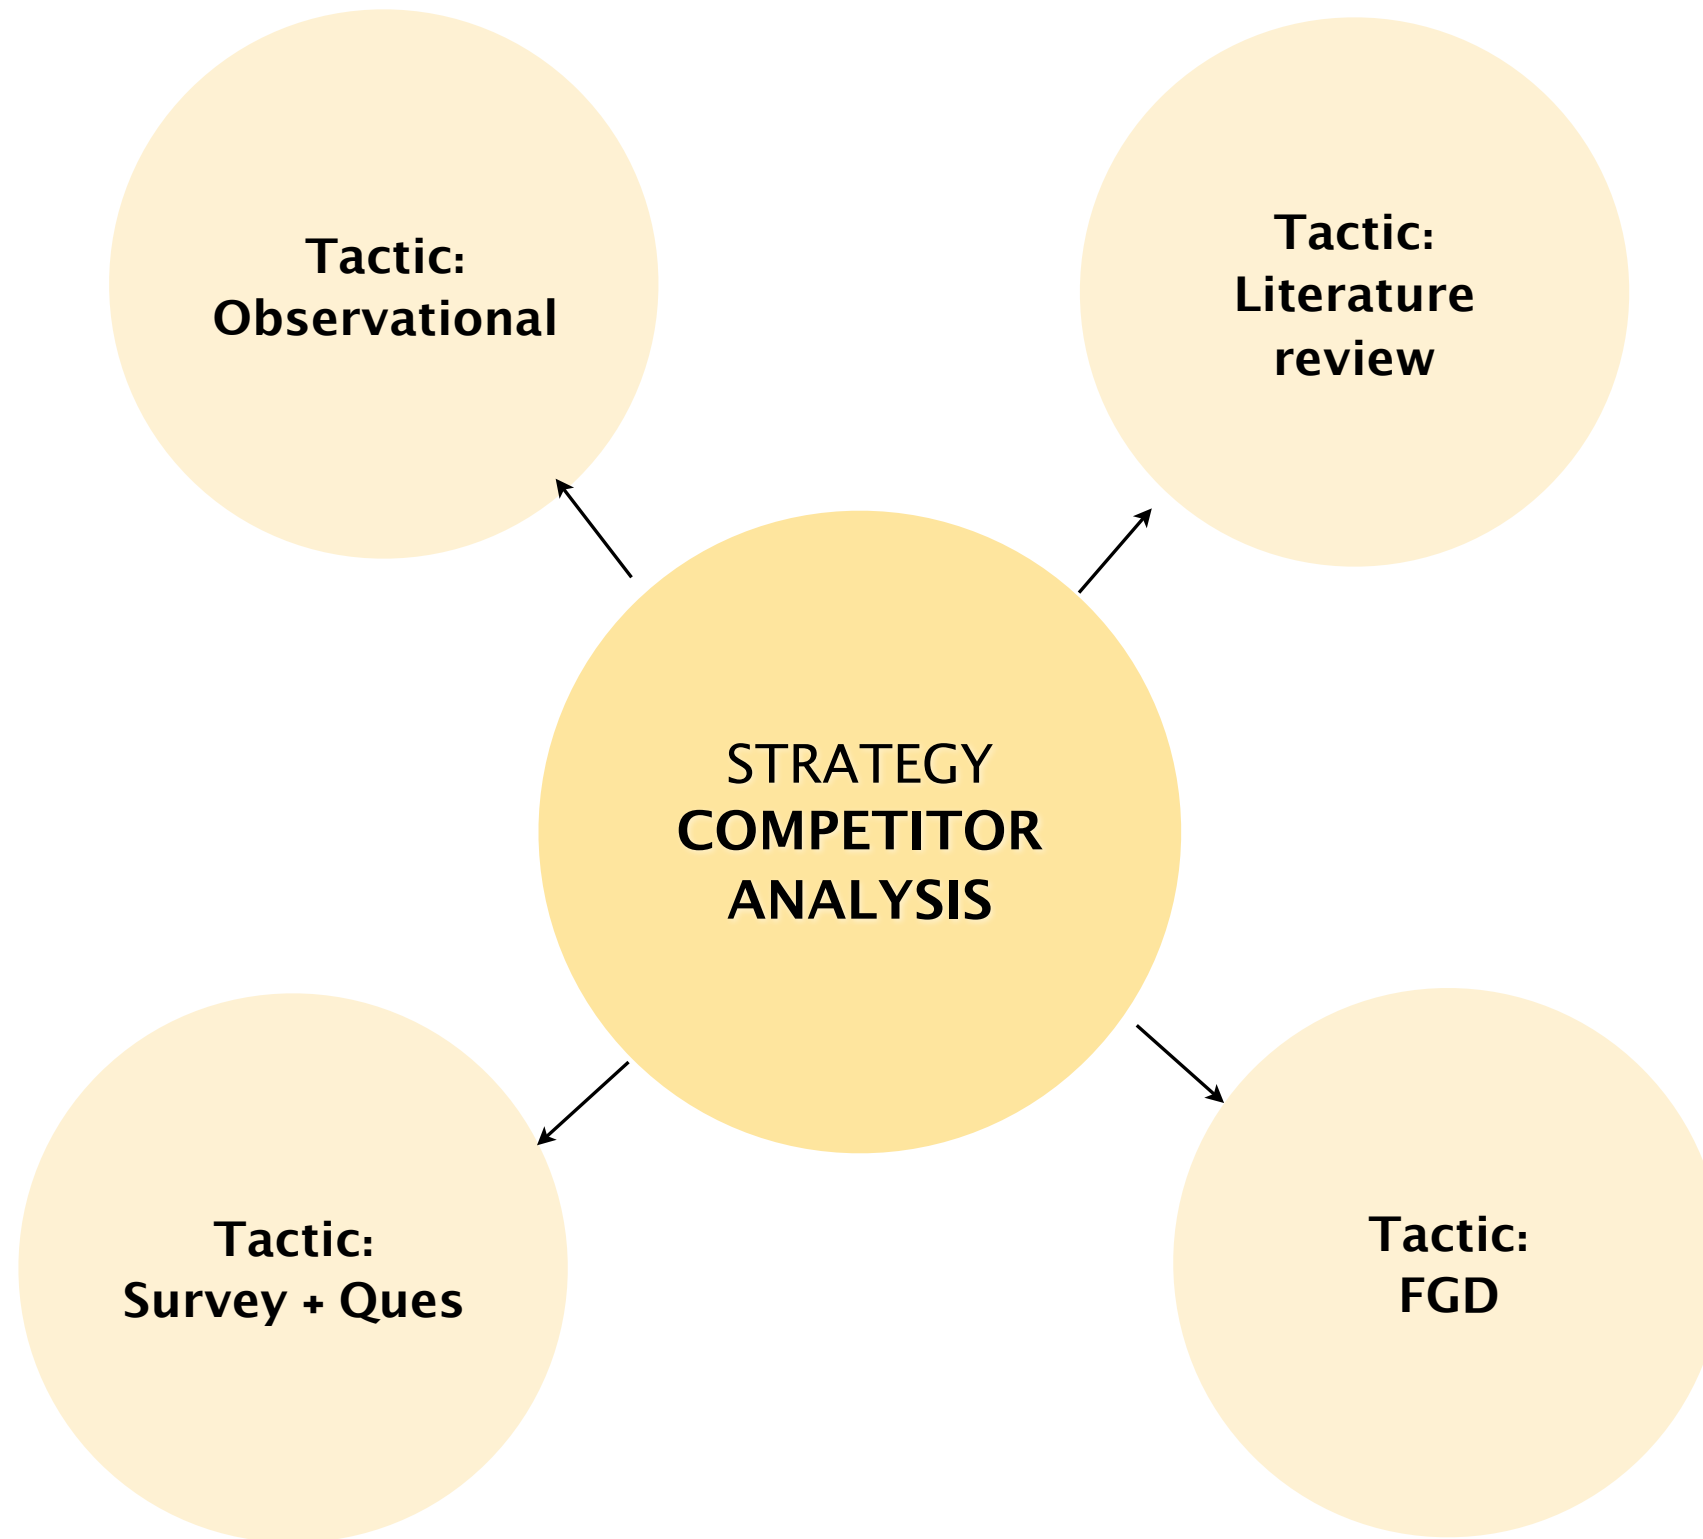 Tactic:
Observational
Tactic:
Literature
review
STRATEGY
COMPETITOR
ANALYSIS
Tactic:
Survey + Ques
Tactic:
FGD